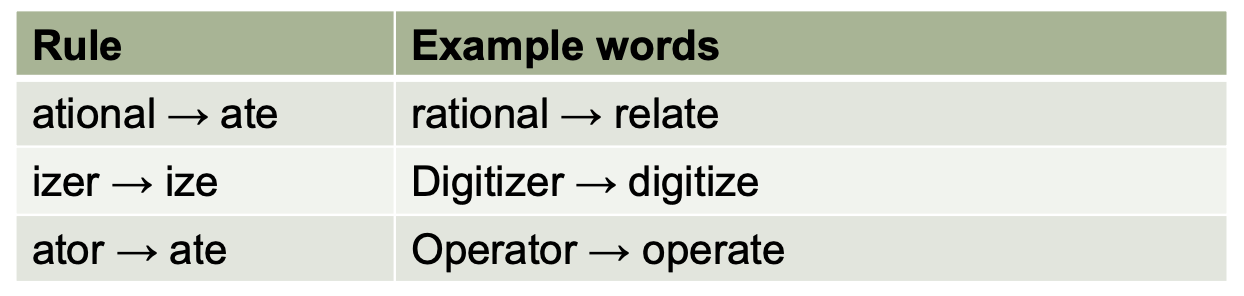 Rule Example words
ational → ate rational → relate
izer → ize Digitizer → digitize
ator → ate Operator → operate